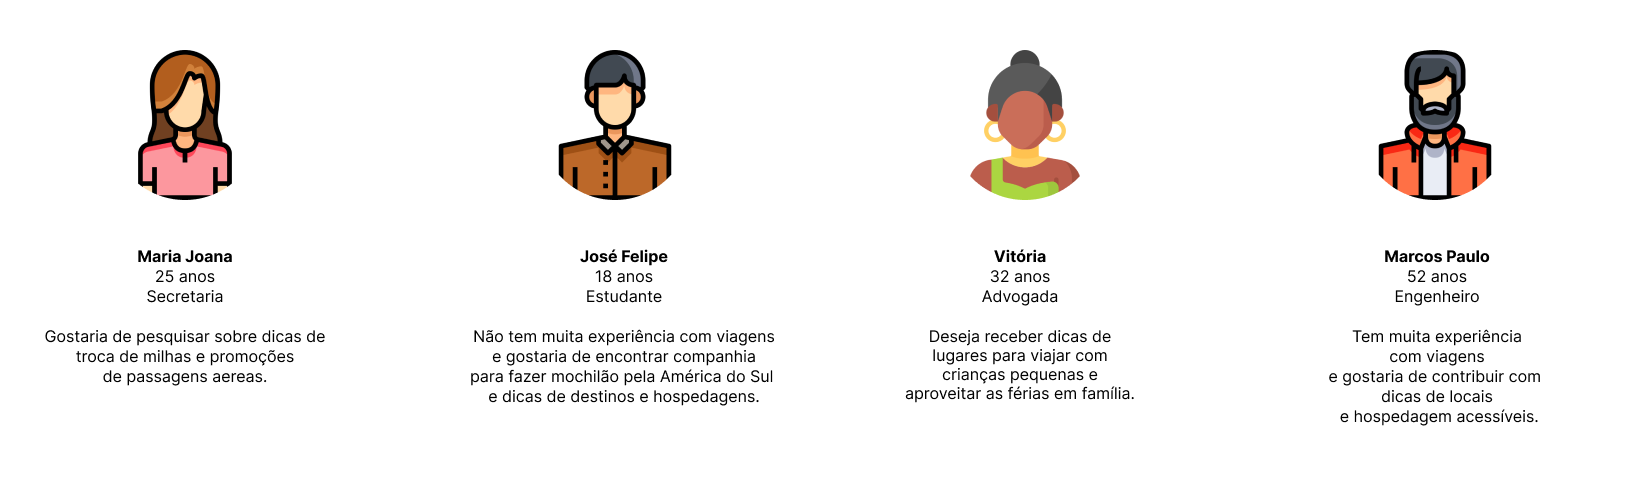 Maria Joana
25 anos
Secretaria
Gostaria de pesquisar sobre dicas de
troca de milhas e promoções
de passagens aereas.
José Felipe
18 anos
Estudante
Não tem muita experiência com viagens
e gostaria de encontrar companhia
para fazer mochilão pela América do Sul
e dicas de destinos e hospedagens.
Vitória
32 anos
Advogada
Deseja receber dicas de
lugares para viajar com
crianças pequenas e
aproveitar as férias em família.
Marcos Paulo
52 anos
Engenheiro
Tem muita experiência
com viagens
e gostaria de contribuir com
dicas de locais
e hospedagem acessíveis.